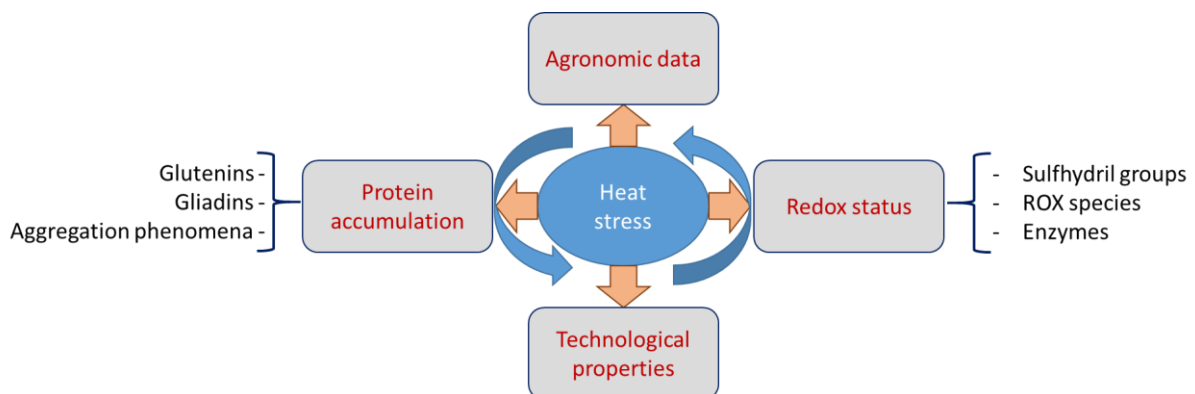 Agronomic data
Glutenins -
Gliadins -
Aggregation phenomena -
Protein
accumulation
Heat
stress
Redox status
- Sulfhydril groups
- ROX species
- Enzymes
Technological
properties